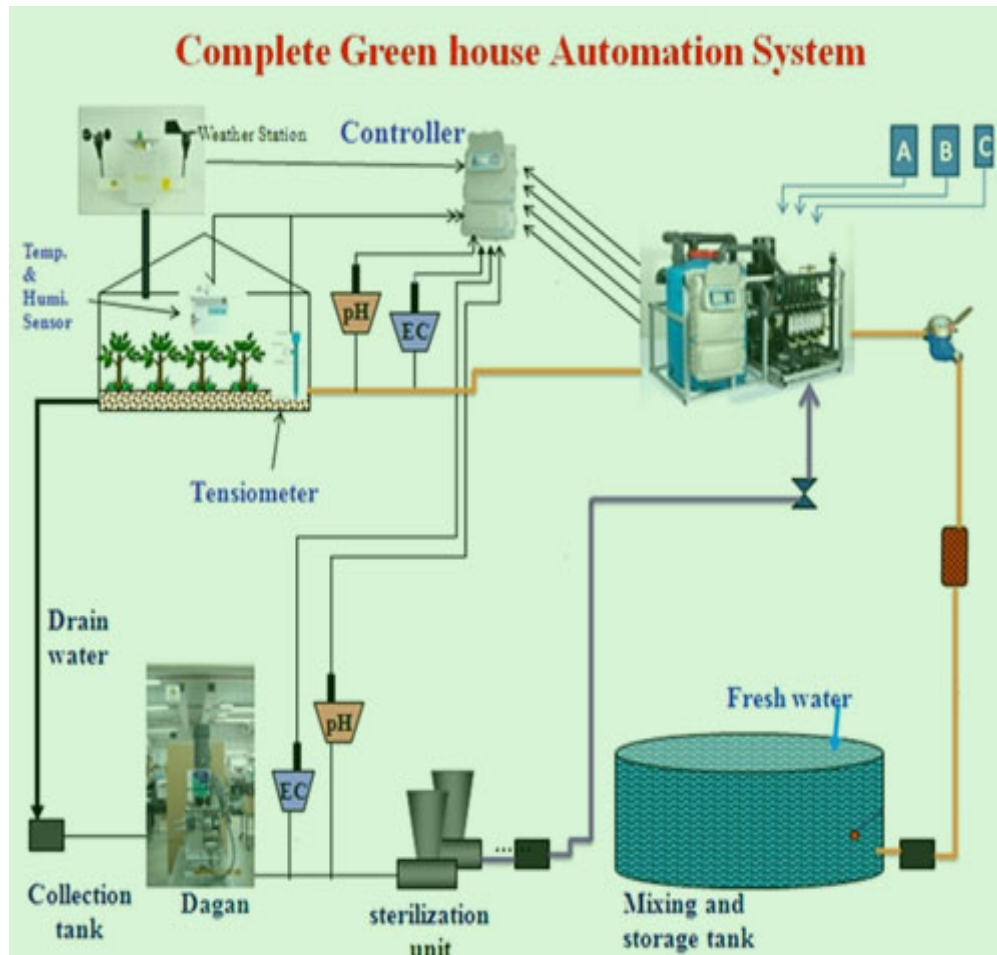 Complete Green house Automation System
Weather Station
Controller
A
B
C
Temp.
&
Humi.
Sensor
pH
EC
Tensiometer
Drain
water
pH
EC
Fresh water
Collection
tank
Dagan
sterilization
unit
Mixing and
storage tank